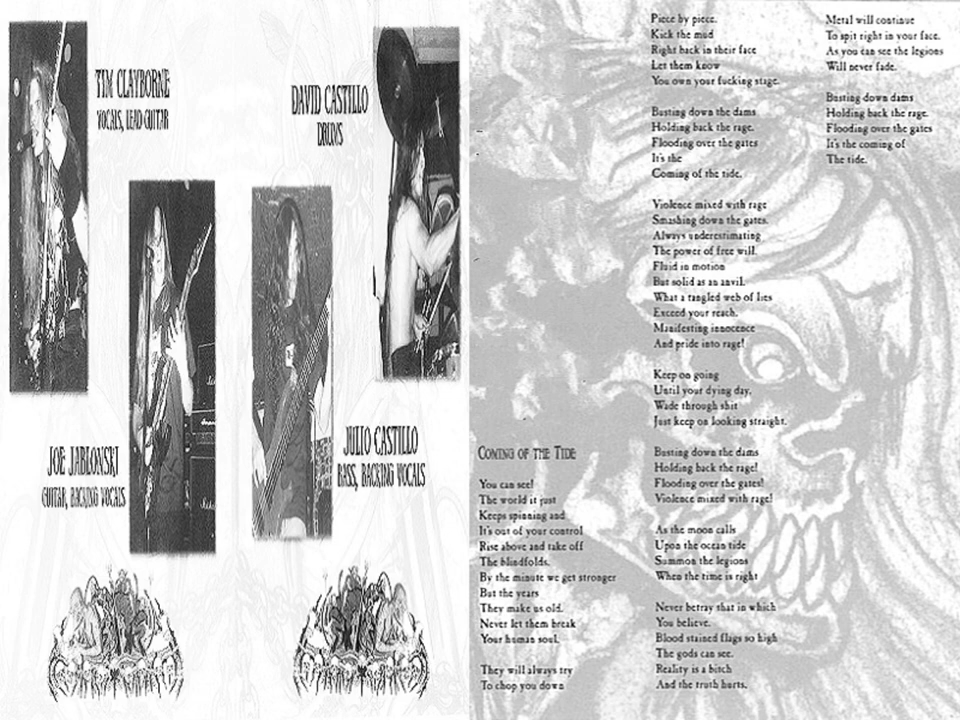 TIM CLAYBORNE
VOCALS, LEAD GUITAR
DAVID CASTILLO
DRUMS
JOE JABLONSKI
GUITAR, BACKING VOCALS
JULIO CASTILLO
BASS, BACKING VOCALS
COMING OF THE TIDE
You can see!
The world it just
Keeps spinning and
It's out of your control
Rise above and take off
The blindfolds.
By the minute we get stronger
But the years
They make us old.
Never let them break
Your human soul.
They will always try
To chop you down
Piece by piece.
Kick the mud
Right back in their face
Let them know
You own your fucking stage.
Busting down the dams
Holding back the rage.
Flooding over the gates
It's the
Coming of the tide.
Violence mixed with rage
Smashing down the gates.
Always underestimating
The power of free will.
Fluid in motion
But solid as an anvil.
What a tangled web of lies
Exceed your reach.
Manifesting innocence
And pride into rage!
Keep on going
Until your dying day.
Wade through shit
Just keep on looking straight.
Busting down the dams
Holding back the rage!
Flooding over the gates!
Violence mixed with rage!
As the moon calls
Upon the ocean tide
Summon the legions
When the time is right
Never betray that in which
You believe.
Blood stained flags so high
The gods can see.
Reality is a bitch
And the truth hurts.
Metal will continue
To spit right in your face.
As you can see the legions
Will never fade.
Busting down dams
Holding back the rage.
Flooding over the gates
It's the coming of
The tide.